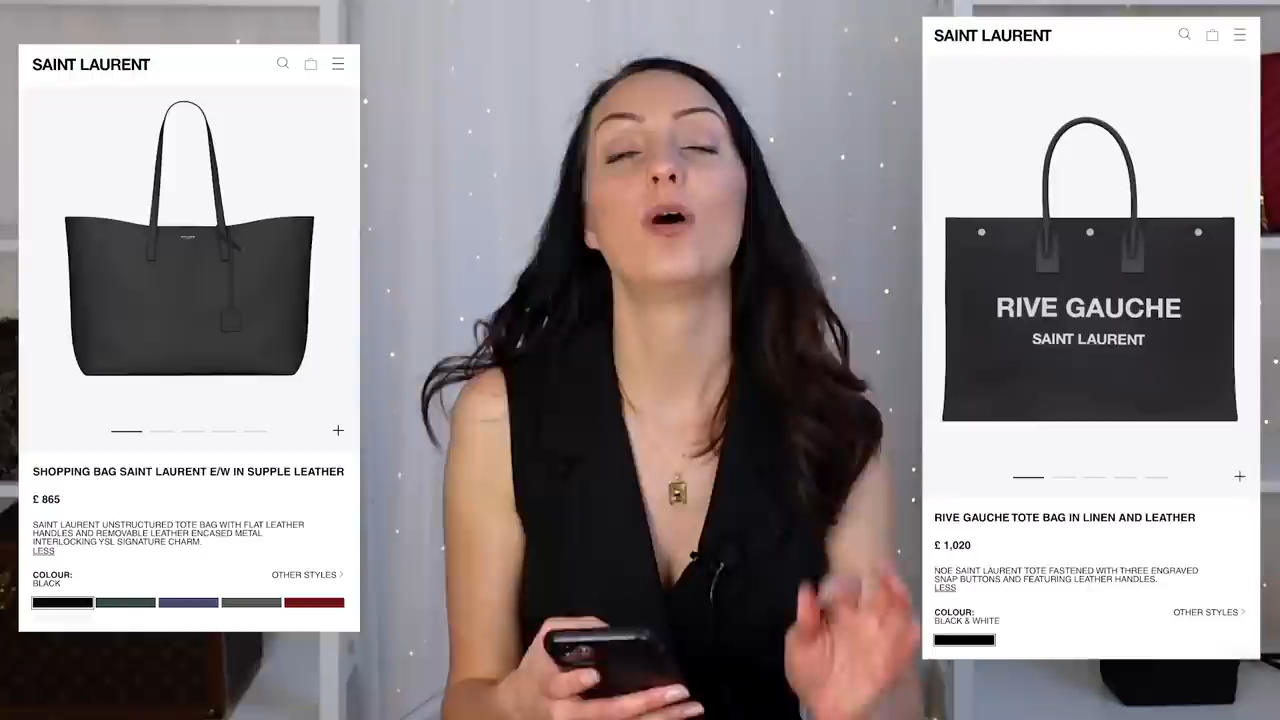 SAINT LAURENT
SHOPPING BAG SAINT LAURENT E/W IN SUPPLE LEATHER
£ 865
SAINT LAURENT UNSTRUCTURED TOTE BAG WITH FLAT LEATHER
HANDLES AND REMOVABLE LEATHER ENCASED METAL
INTERLOCKING YSL SIGNATURE CHARM.
LESS
COLOUR:
BLACK
OTHER STYLES
SAINT LAURENT
RIVE GAUCHE
SAINT LAURENT
RIVE GAUCHE TOTE BAG IN LINEN AND LEATHER
£ 1,020
NOE SAINT LAURENT TOTE FASTENED WITH THREE ENGRAVED
SNAP BUTTONS AND FEATURING LEATHER HANDLES.
LESS
COLOUR:
BLACK & WHITE
OTHER STYLES